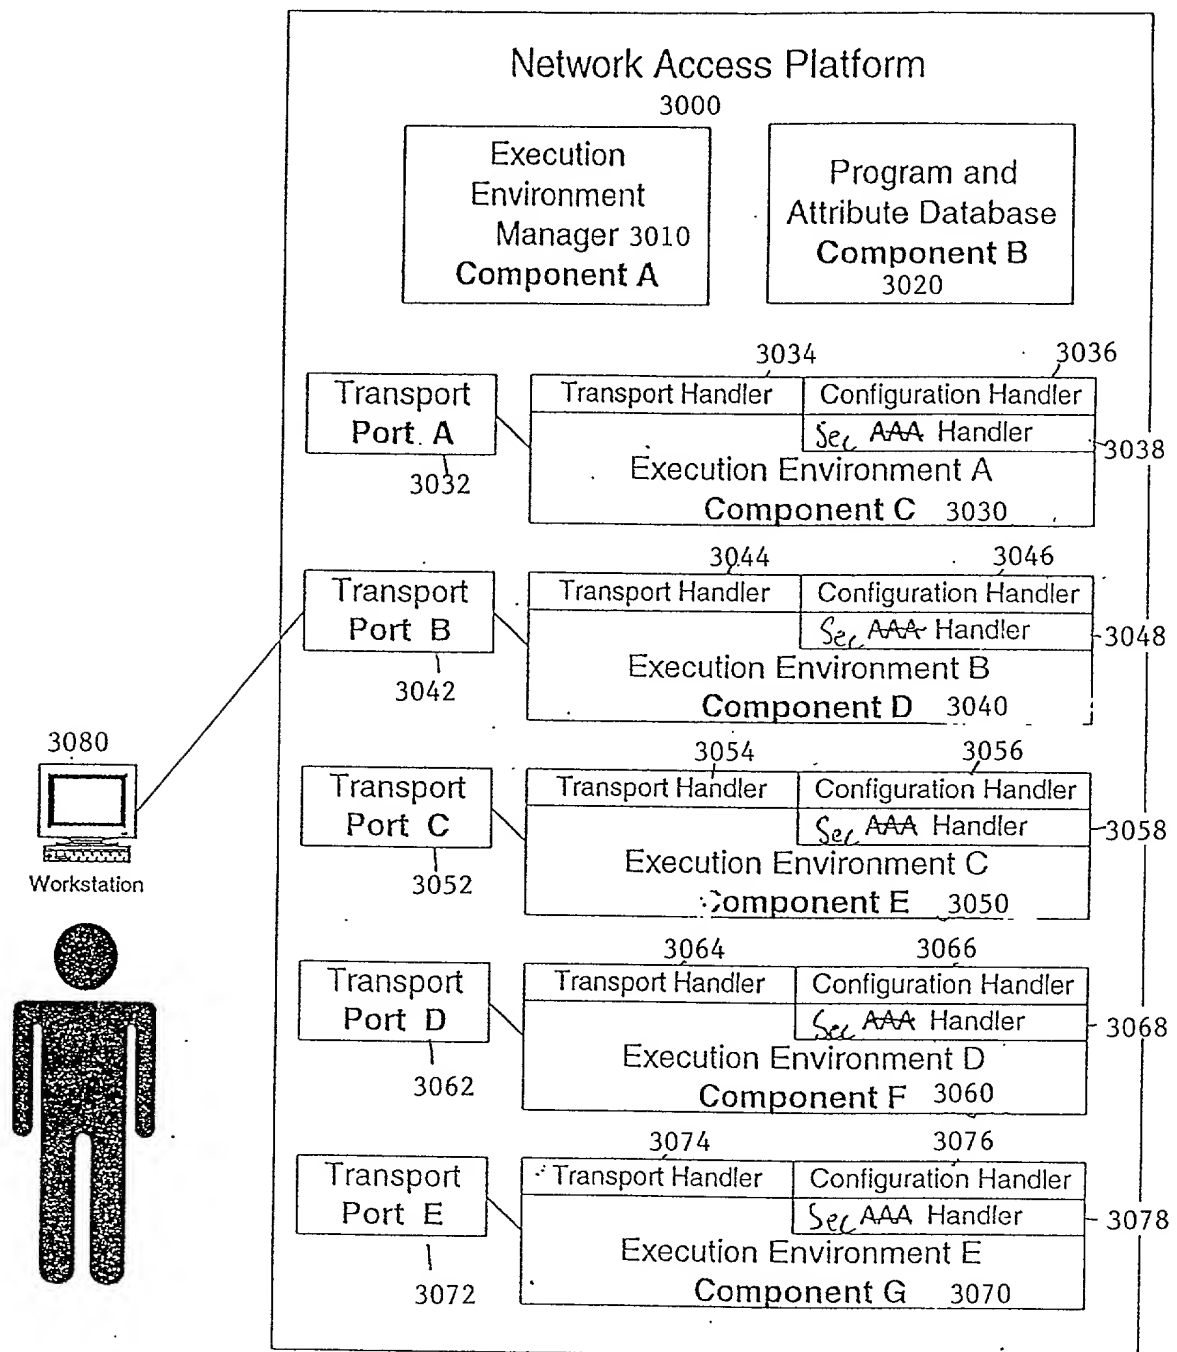 Network Access Platform
3000
Execution
Environment
Manager 3010
Component A
Program and
Attribute Database
Component B
3020
3034
3036
Transport
Port A
3032
Transport Handler
Configuration Handler
Sec AAA Handler
3038
Execution Environment A
Component C 3030
3044
3046
Transport
Port B
3042
Transport Handler
Configuration Handler
Sec AAA Handler
3048
Execution Environment B
Component D 3040
3080
Workstation
3054
3056
Transport
Port C
3052
Transport Handler
Configuration Handler
Sec AAA Handler
3058
Execution Environment C
Component E 3050
3064
3066
Transport
Port D
3062
Transport Handler
Configuration Handler
Sec AAA Handler
3068
Execution Environment D
Component F 3060
3074
3076
Transport
Port E
3072
Transport Handler
Configuration Handler
Sec AAA Handler
3078
Execution Environment E
Component G 3070